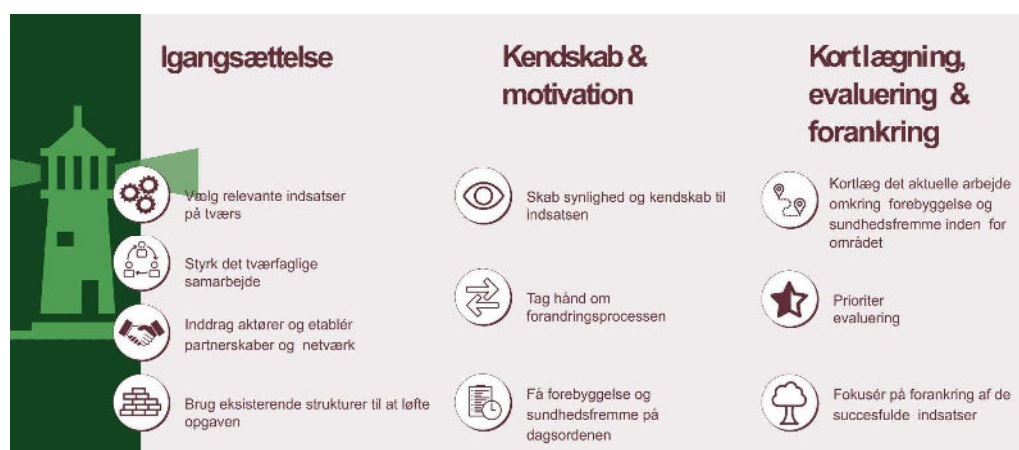 Igangsættelse
Vælg relevante indsatser
på tværs
Styrk det tværfaglige
samarbejde
Inddrag aktører og etablér
partnerskaber og netværk
Brug eksisterende strukturer til at løfte
opgaven
Kendskab &
motivation
Skab synlighed og kendskab til
indsatsen
Tag hånd om
forandringsprocessen
Få forebyggelse og
sundhedsfremme på
dagsordenen
Kortlægning,
evaluering &
forankring
Kortlæg det aktuelle arbejde
omkring forebyggelse og
sundhedsfremme inden for
området
Prioriter
evaluering
Fokusér på forankring af de
succesfulde indsatser